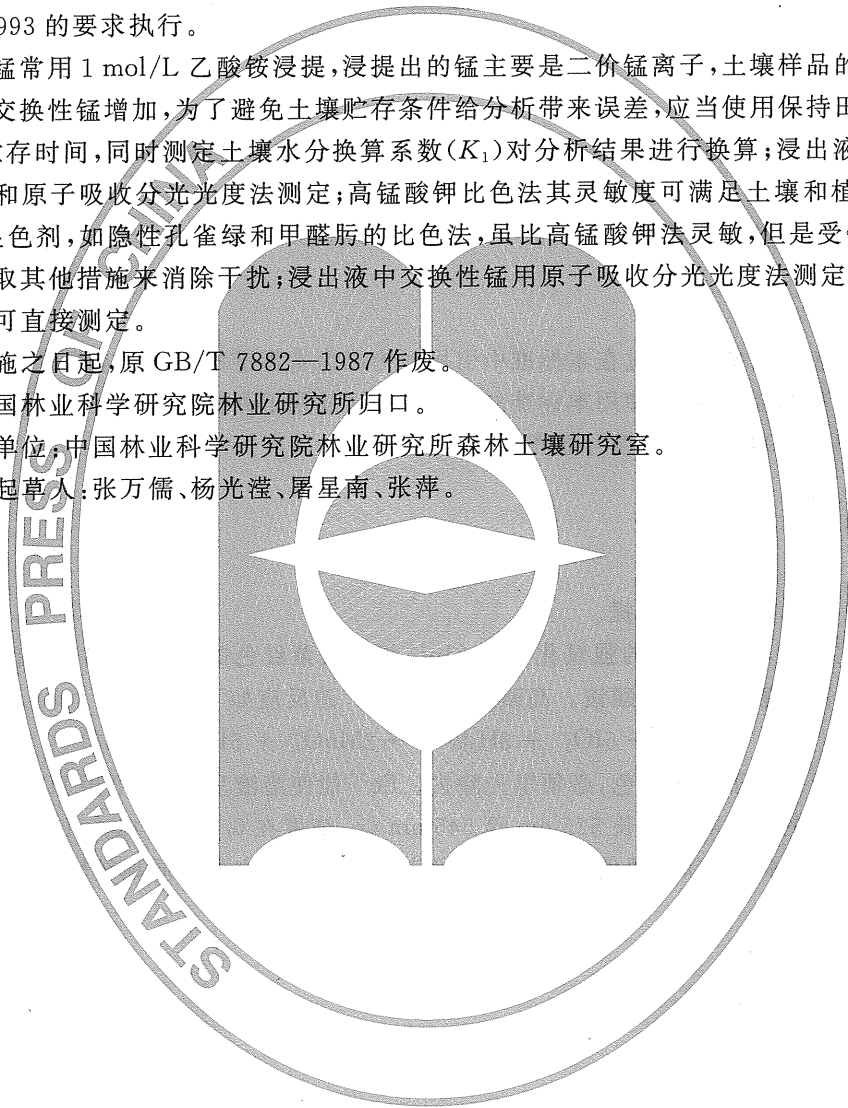 993 的要求执行。
锰常用 1 mol/L 乙酸铵浸提,浸提出的锰主要是二价锰离子,土壤样品的
交换性锰增加,为了避免土壤贮存条件给分析带来误差,应当使用保持田
存时间,同时测定土壤水分换算系数(K₁)对分析结果进行换算;浸出液
和原子吸收分光光度法测定;高锰酸钾比色法其灵敏度可满足土壤和植
色剂,如隐性孔雀绿和甲醛肟的比色法,虽比高锰酸钾法灵敏,但是受
取其他措施来消除干扰;浸出液中交换性锰用原子吸收分光光度法测定
可直接测定。
施之日起,原 GB/T 7882—1987 作废。
国林业科学研究院林业研究所归口。
单位:中国林业科学研究院林业研究所森林土壤研究室。
起草人:张万儒、杨光滢、屠星南、张萍。
STANDARDS PRESS OF CHINA